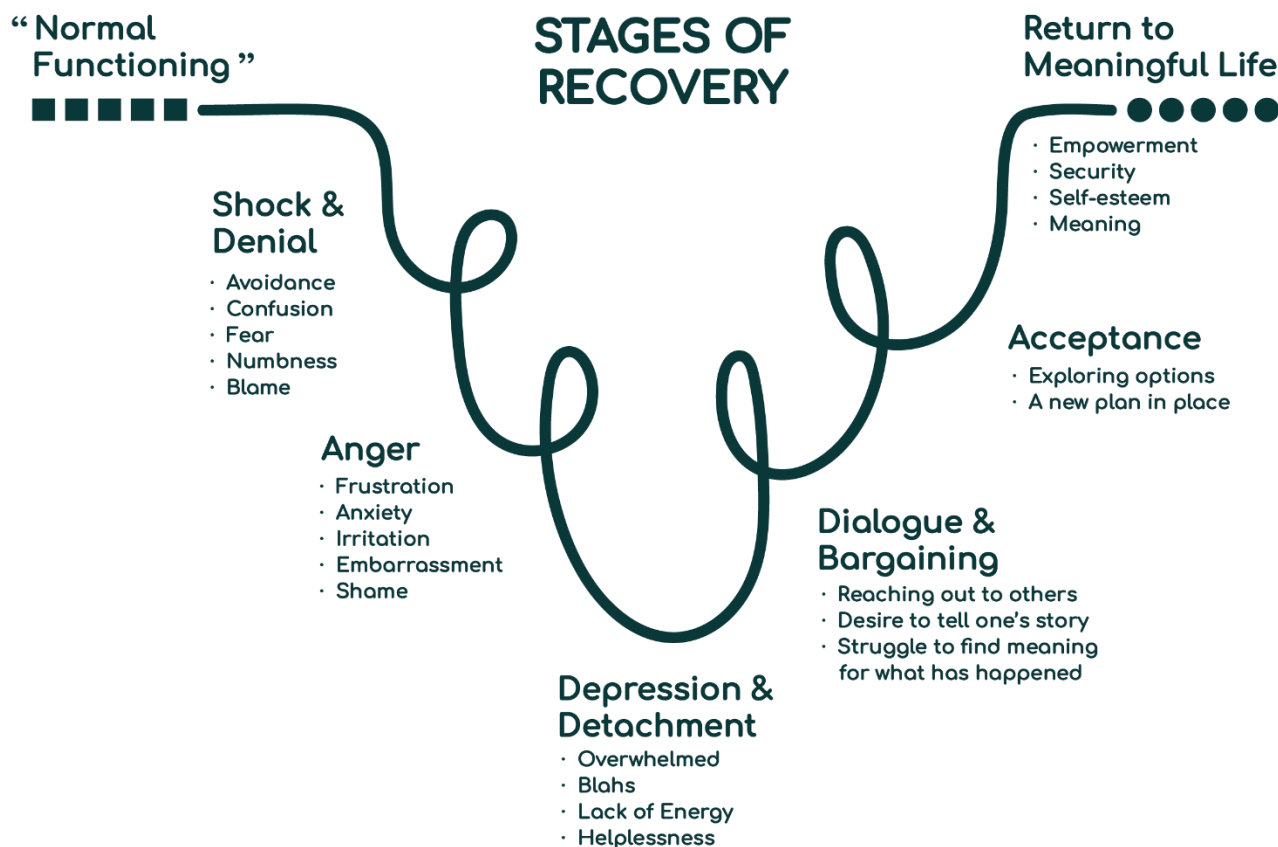 “ Normal
Functioning ”
STAGES OF
RECOVERY
Return to
Meaningful Life
· Empowerment
· Security
· Self-esteem
· Meaning
Shock &
Denial
· Avoidance
· Confusion
· Fear
· Numbness
· Blame
Anger
· Frustration
· Anxiety
· Irritation
· Embarrassment
· Shame
Depression &
Detachment
· Overwhelmed
· Blahs
· Lack of Energy
· Helplessness
Dialogue &
Bargaining
· Reaching out to others
· Desire to tell one’s story
· Struggle to find meaning
for what has happened
Acceptance
· Exploring options
· A new plan in place